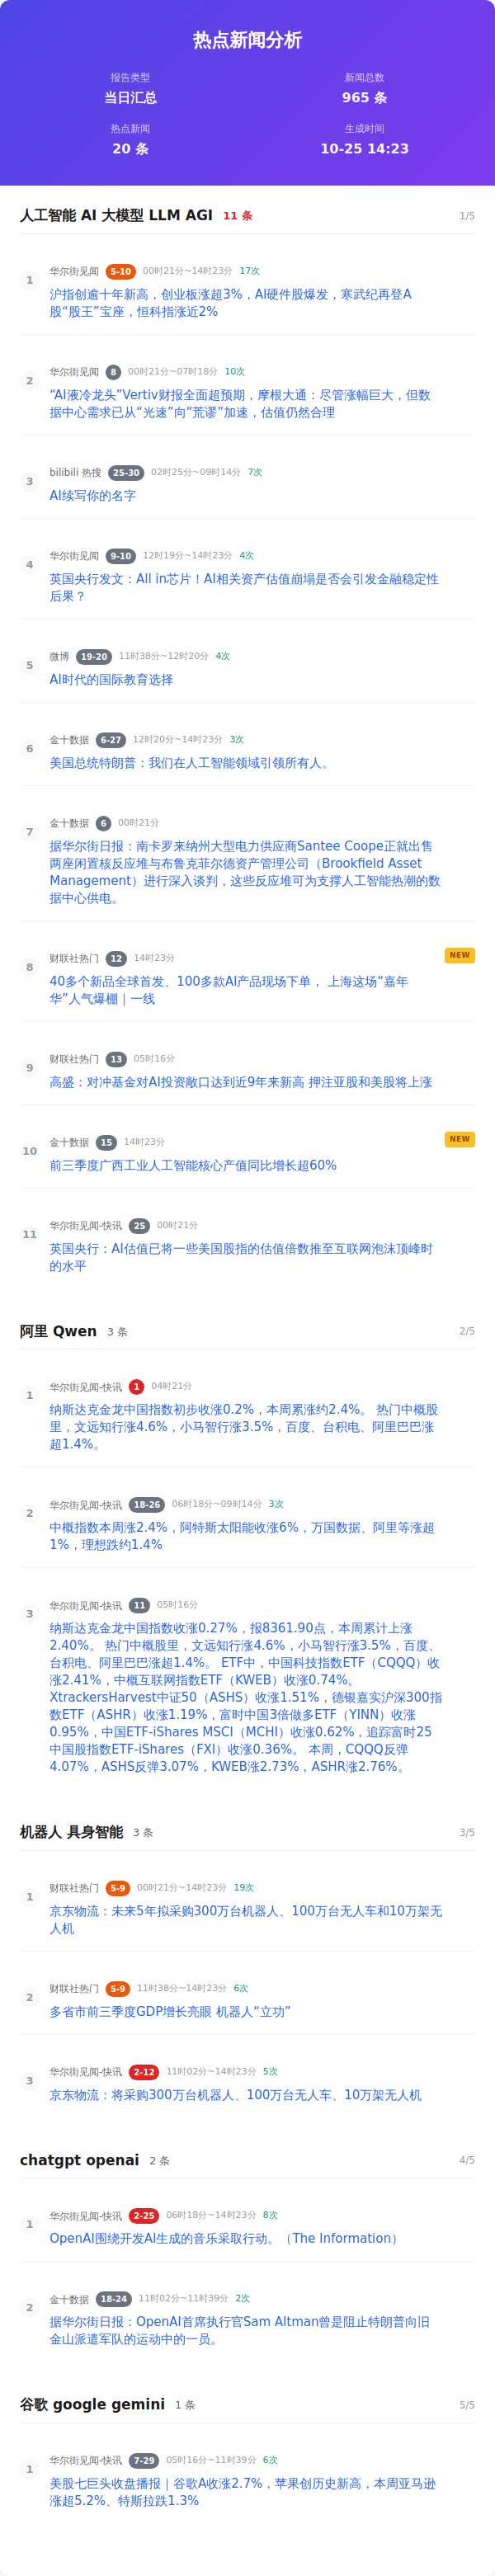 热点新闻分析
报告类型
当日汇总
新闻总数
965 条
热点新闻
20 条
生成时间
10-25 14:23
人工智能 AI 大模型 LLM AGI 11 条 1/5
1 华尔街见闻 5-10 00时21分~14时23分 17次
沪指创逾十年新高，创业板涨超3%，AI硬件股爆发，寒武纪再登A
股“股王”宝座，恒科指涨近2%
2 华尔街见闻 8 00时21分~07时18分 10次
“AI液冷龙头”Vertiv财报全面超预期，摩根大通：尽管涨幅巨大，但数
据中心需求已从“光速”向“荒谬”加速，估值仍然合理
3 bilibili 热搜 25-30 02时25分~09时14分 7次
AI续写你的名字
4 华尔街见闻 9-10 12时19分~14时23分 4次
英国央行发文：All in芯片！AI相关资产估值崩塌是否会引发金融稳定性
后果？
5 微博 19-20 11时38分~12时20分 4次
AI时代的国际教育选择
6 金十数据 6-27 12时20分~14时23分 3次
美国总统特朗普：我们在人工智能领域引领所有人。
7 金十数据 6 00时21分
据华尔街日报：南卡罗来纳州大型电力供应商Santee Coope正就出售
两座闲置核反应堆与布鲁克菲尔德资产管理公司（Brookfield Asset
Management）进行深入谈判，这些反应堆可为支撑人工智能热潮的数
据中心供电。
8 财联社热门 12 14时23分 NEW
40多个新品全球首发、100多款AI产品现场下单， 上海这场“嘉年
华”人气爆棚｜一线
9 财联社热门 13 05时16分
高盛：对冲基金对AI投资敞口达到近9年来新高 押注亚股和美股将上涨
10 金十数据 15 14时23分 NEW
前三季度广西工业人工智能核心产值同比增长超60%
11 华尔街见闻-快讯 25 00时21分
英国央行：AI估值已将一些美国股指的估值倍数推至互联网泡沫顶峰时
的水平
阿里 Qwen 3 条 2/5
1 华尔街见闻-快讯 1 04时21分
纳斯达克金龙中国指数初步收涨0.2%，本周累涨约2.4%。 热门中概股
里，文远知行涨4.6%，小马智行涨3.5%，百度、台积电、阿里巴巴涨
超1.4%。
2 华尔街见闻-快讯 18-26 06时18分~09时14分 3次
中概指数本周涨2.4%，阿特斯太阳能收涨6%，万国数据、阿里等涨超
1%，理想跌约1.4%
3 华尔街见闻-快讯 11 05时16分
纳斯达克金龙中国指数收涨0.27%，报8361.90点，本周累计上涨
2.40%。 热门中概股里，文远知行涨4.6%，小马智行涨3.5%，百度、
台积电、阿里巴巴涨超1.4%。 ETF中，中国科技指数ETF（CQQQ）收
涨2.41%，中概互联网指数ETF（KWEB）收涨0.74%。
XtrackersHarvest中证50（ASHS）收涨1.51%，德银嘉实沪深300指
数ETF（ASHR）收涨1.19%，富时中国3倍做多ETF（YINN）收涨
0.95%，中国ETF-iShares MSCI（MCHI）收涨0.62%，追踪富时25
中国股指数ETF-iShares（FXI）收涨0.36%。 本周，CQQQ反弹
4.07%，ASHS反弹3.07%，KWEB涨2.73%，ASHR涨2.76%。
机器人 具身智能 3 条 3/5
1 财联社热门 5-9 00时21分~14时23分 19次
京东物流：未来5年拟采购300万台机器人、100万台无人车和10万架无
人机
2 财联社热门 5-9 11时38分~14时23分 6次
多省市前三季度GDP增长亮眼 机器人“立功”
3 华尔街见闻-快讯 2-12 11时02分~14时23分 5次
京东物流：将采购300万台机器人、100万台无人车、10万架无人机
chatgpt openai 2 条 4/5
1 华尔街见闻-快讯 2-25 06时18分~14时23分 8次
OpenAI围绕开发AI生成的音乐采取行动。（The Information）
2 金十数据 18-24 11时02分~11时39分 2次
据华尔街日报：OpenAI首席执行官Sam Altman曾是阻止特朗普向旧
金山派遣军队的运动中的一员。
谷歌 google gemini 1 条 5/5
1 华尔街见闻-快讯 7-29 05时16分~11时39分 6次
美股七巨头收盘播报｜谷歌A收涨2.7%，苹果创历史新高，本周亚马逊
涨超5.2%、特斯拉跌1.3%